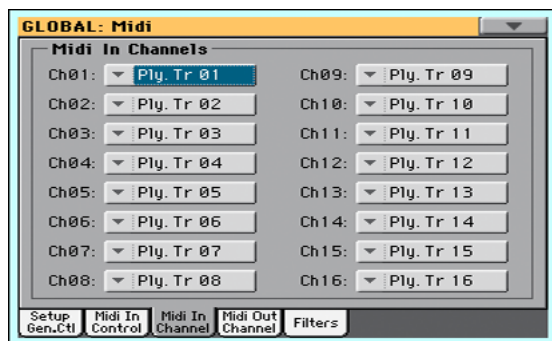 GLOBAL: Midi
Midi In Channels
Ch01: Ply. Tr 01
Ch09: Ply. Tr 09
Ch02: Ply. Tr 02
Ch10: Ply. Tr 10
Ch03: Ply. Tr 03
Ch11: Ply. Tr 11
Ch04: Ply. Tr 04
Ch12: Ply. Tr 12
Ch05: Ply. Tr 05
Ch13: Ply. Tr 13
Ch06: Ply. Tr 06
Ch14: Ply. Tr 14
Ch07: Ply. Tr 07
Ch15: Ply. Tr 15
Ch08: Ply. Tr 08
Ch16: Ply. Tr 16
Setup
Gen.Ctl
Midi In
Control
Midi In
Channel
Midi Out
Channel
Filters